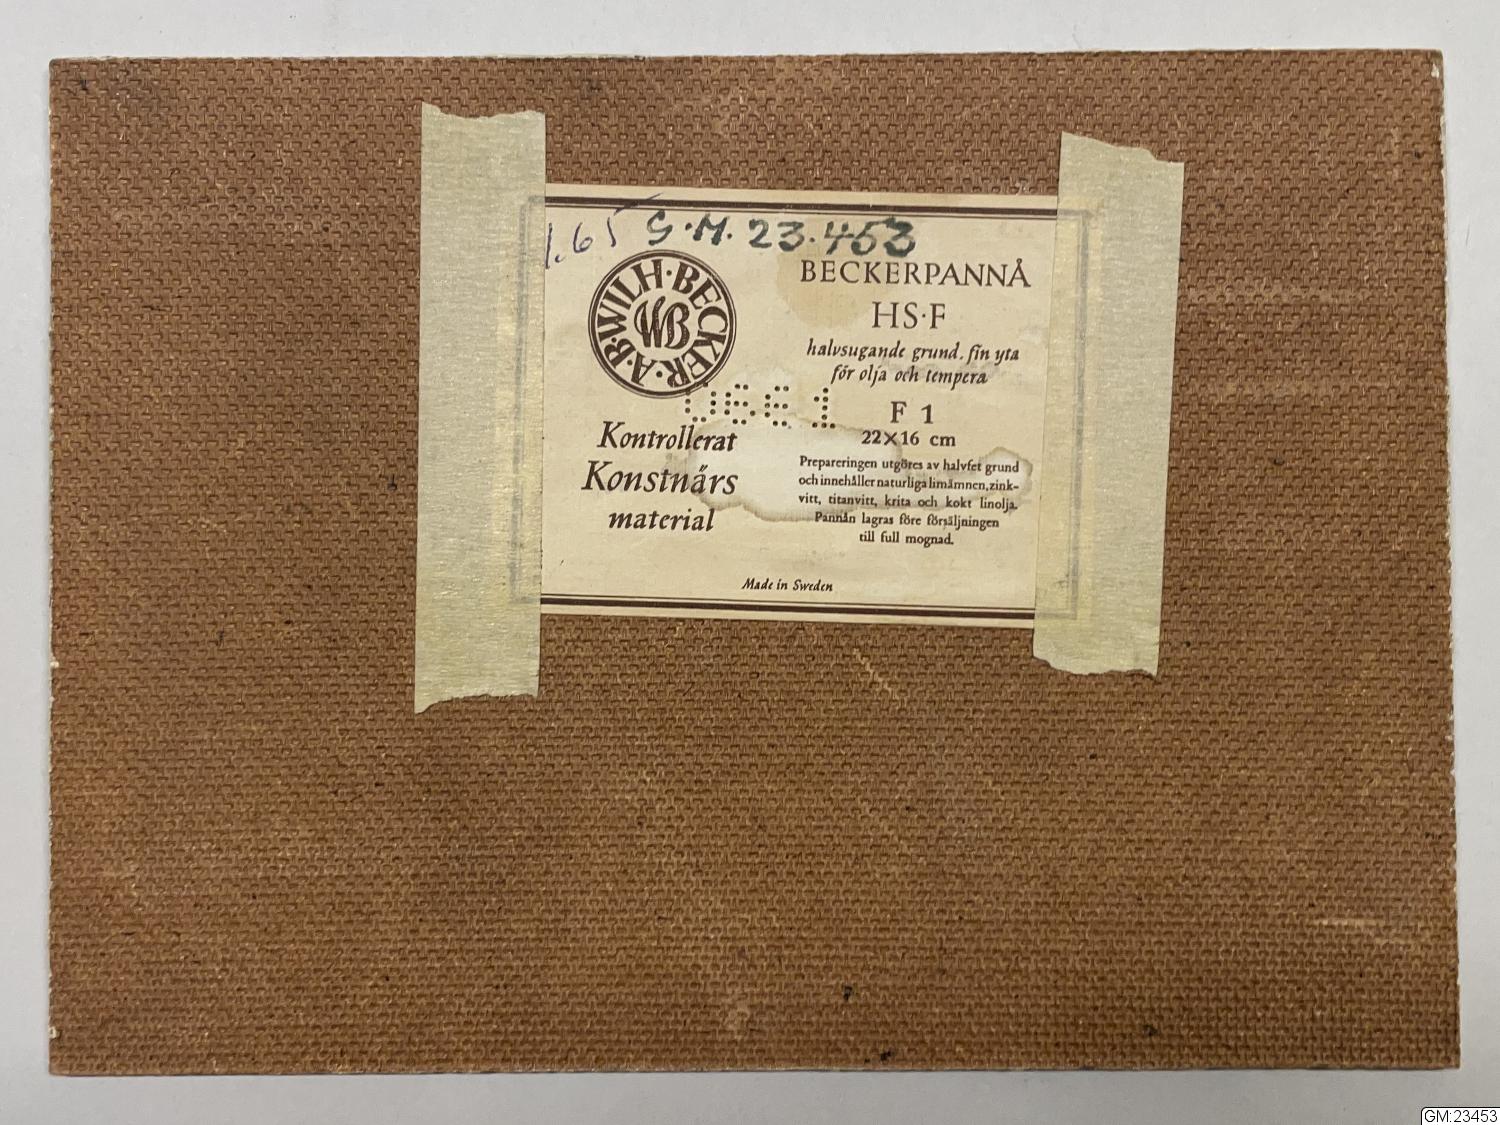 1.65 G.M. 23.453
A.B. WILH. BECKER
WB
BECKERPANNÅ
HS·F
halvsugande grund. fin yta
för olja och tempera
F 1
22×16 cm
Kontrollerat
Konstnärs
material
Prepareringen utgöres av halvfet grund
och innehåller naturliga limämnen, zink-
vitt, titanvitt, krita och kokt linolja.
Pannån lagras före försäljningen
till full mognad.
Made in Sweden
GM:23453